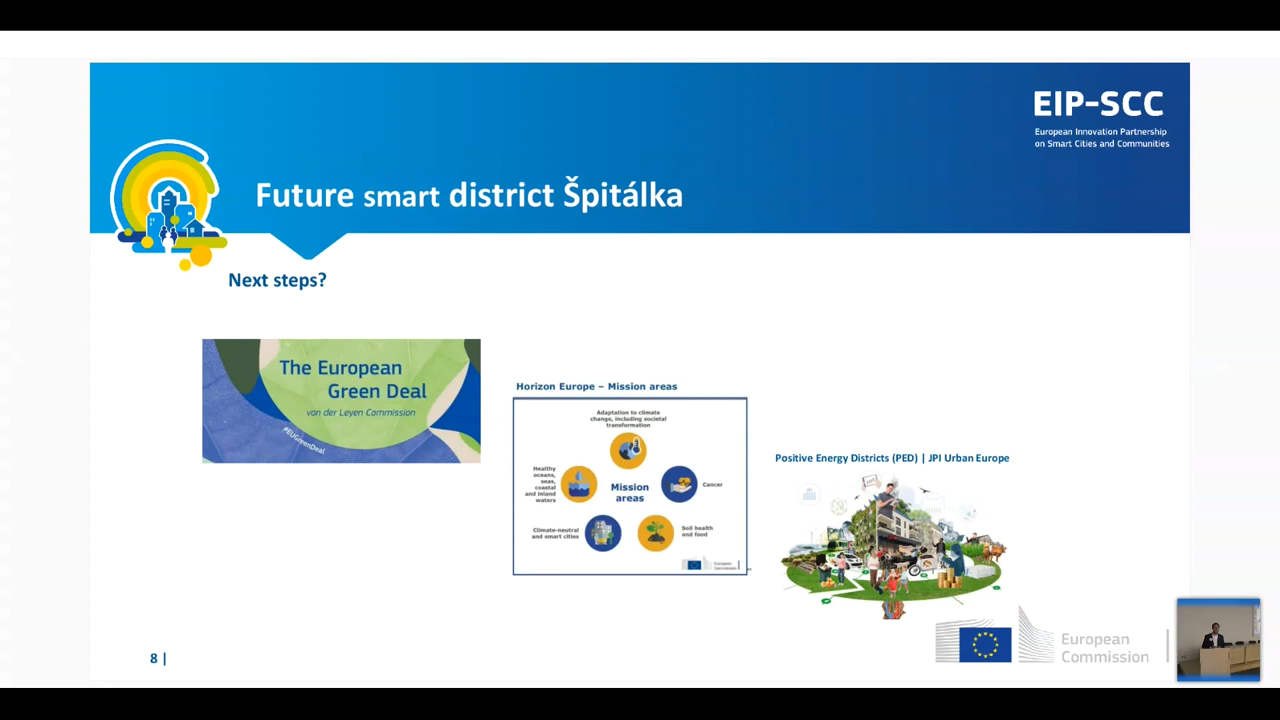 EIP-SCC
European Innovation Partnership
on Smart Cities and Communities
Future smart district Špitálka
Next steps?
The European
Green Deal
von der Leyen Commission
#EUGreenDeal
Horizon Europe – Mission areas
Adaptation to climate
change, including societal
transformation
Healthy
oceans,
seas,
coastal
and inland
waters
Mission
areas
Cancer
Climate-neutral
and smart cities
Soil health
and food
European
Commission
Positive Energy Districts (PED) | JPI Urban Europe
8 |
European
Commission